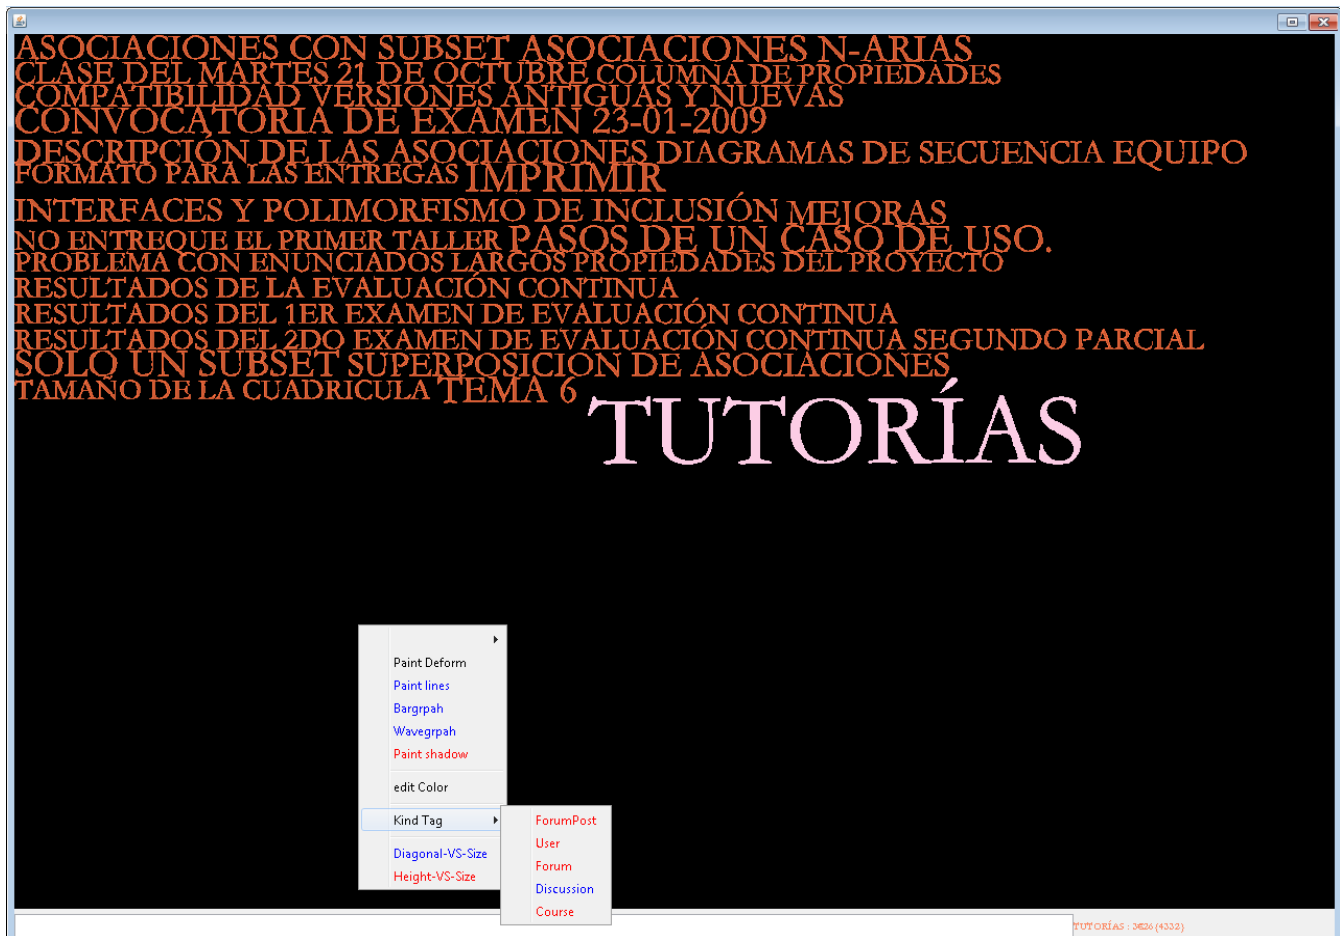 ASOCIACIONES CON SUBSET ASOCIACIONES N-ARIAS
CLASE DEL MARTES 21 DE OCTUBRE COLUMNA DE PROPIEDADES
COMPATIBILIDAD VERSIONES ANTIGUAS Y NUEVAS
CONVOCATORIA DE EXAMEN 23-01-2009
DESCRIPCIÓN DE LAS ASOCIACIONES DIAGRAMAS DE SECUENCIA EQUIPO
FORMATO PARA LAS ENTREGAS IMPRIMIR
INTERFACES Y POLIMORFISMO DE INCLUSIÓN MEJORAS
NO ENTREQUE EL PRIMER TALLER PASOS DE UN CASO DE USO.
PROBLEMA CON ENUNCIADOS LARGOS PROPIEDADES DEL PROYECTO
RESULTADOS DE LA EVALUACIÓN CONTINUA
RESULTADOS DEL 1ER EXAMEN DE EVALUACIÓN CONTINUA
RESULTADOS DEL 2DO EXAMEN DE EVALUACIÓN CONTINUA SEGUNDO PARCIAL
SOLO UN SUBSET SUPERPOSICION DE ASOCIACIONES
TAMAÑO DE LA CUADRICULA TEMA 6
TUTORÍAS
Paint Deform
Paint lines
Bargrpah
Wavegrpah
Paint shadow
edit Color
Kind Tag
Diagonal-VS-Size
Height-VS-Size
ForumPost
User
Forum
Discussion
Course
TUTORÍAS : (4332)